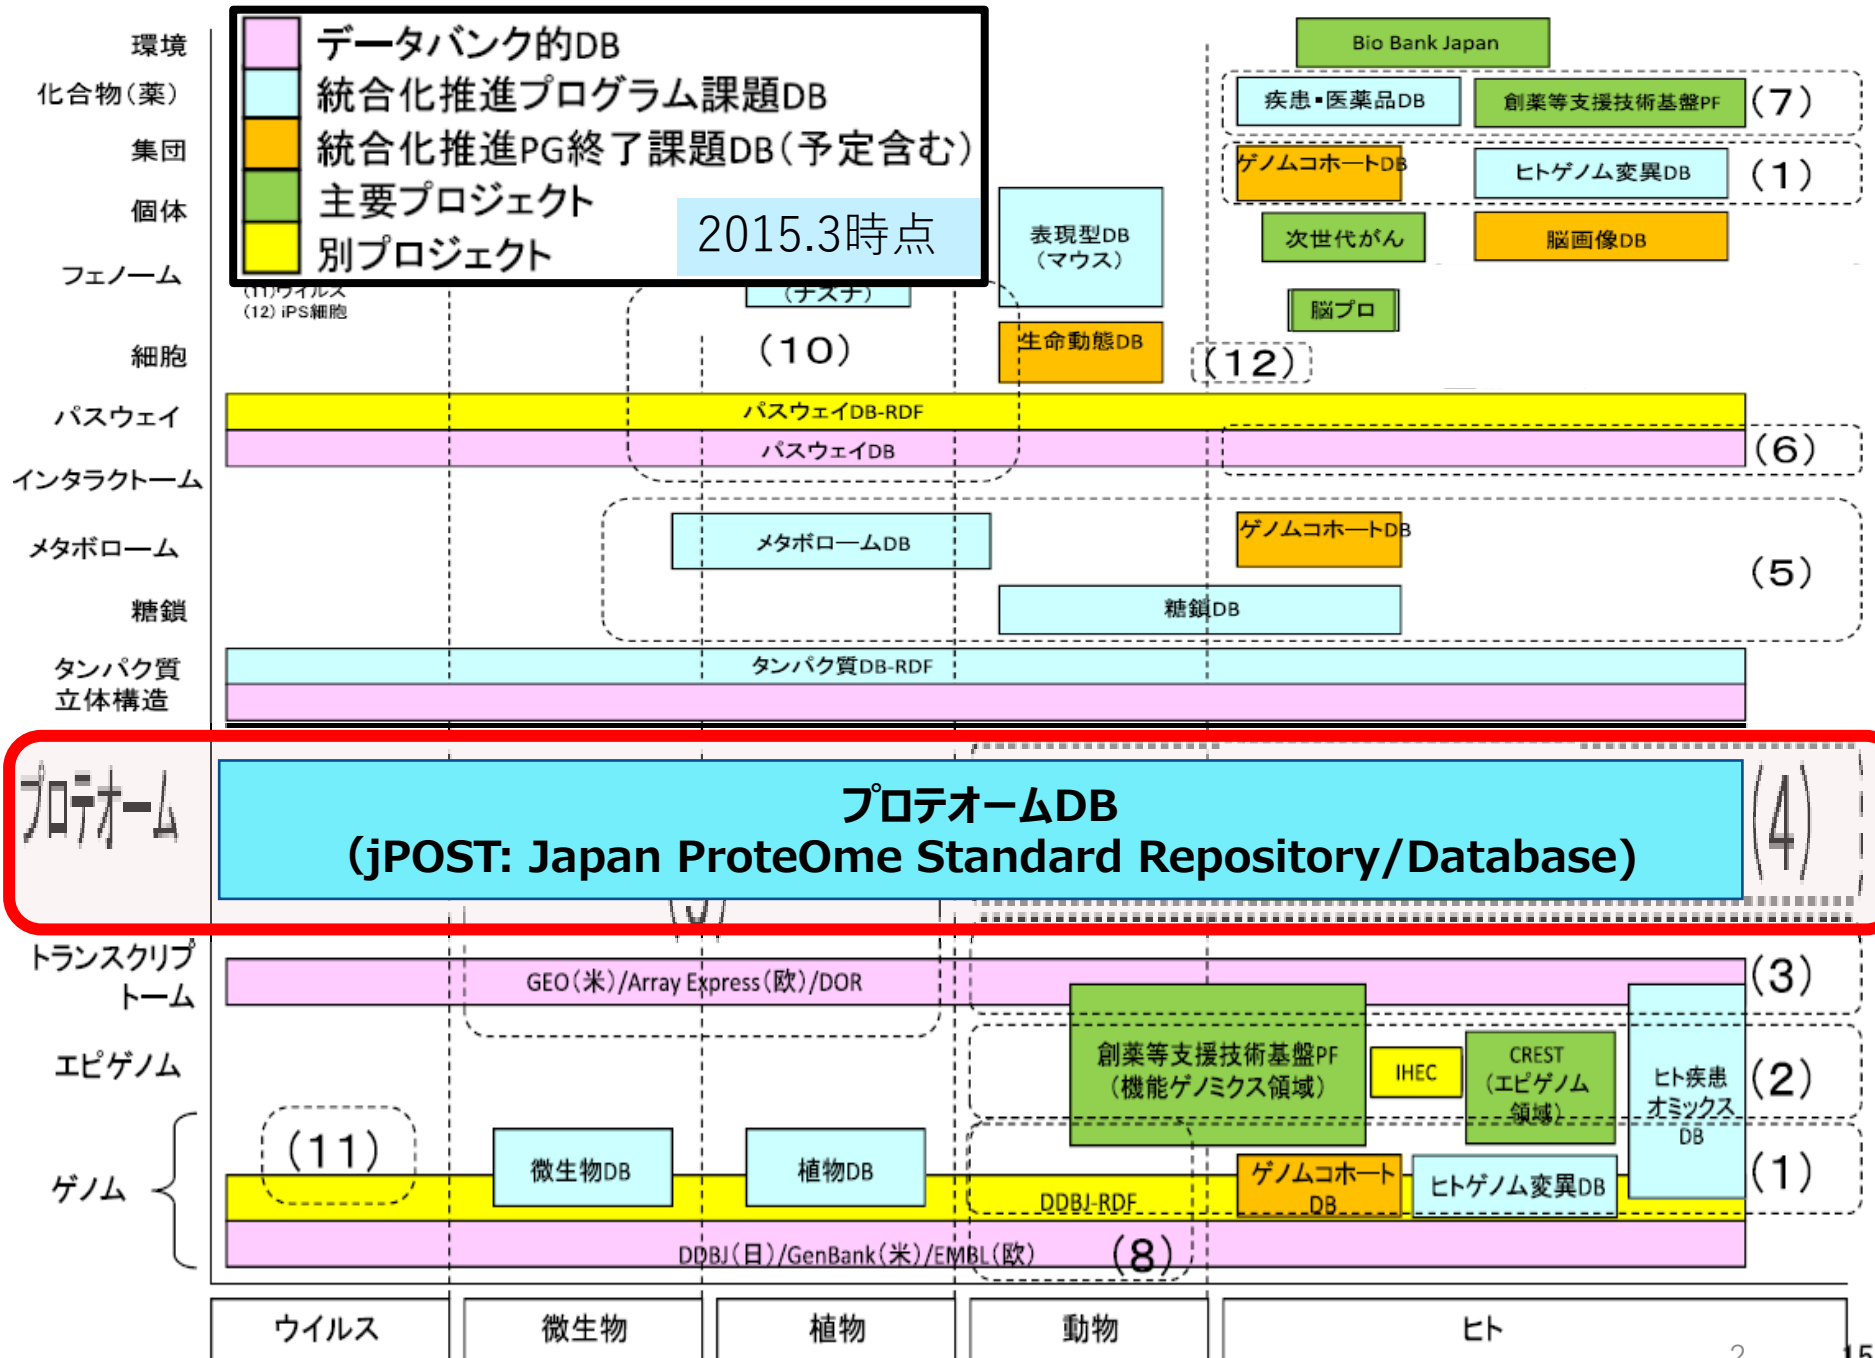 環境
データバンク的DB
統合化推進プログラム課題DB
統合化推進PG終了課題DB(予定含む)
主要プロジェクト
別プロジェクト
2015.3時点
Bio Bank Japan
化合物(薬)
疾患・医薬品DB
創薬等支援技術基盤PF
(7)
集団
ゲノムコホートDB
ヒトゲノム変異DB
(1)
個体
表現型DB
(マウス)
次世代がん
脳画像DB
フェノーム
(11)ウイルス
(12) iPS細胞
(ナズナ)
脳プロ
細胞
(10)
生命動態DB
(12)
パスウェイ
パスウェイDB-RDF
パスウェイDB
(6)
インタラクトーム
メタボローム
メタボロームDB
ゲノムコホートDB
(5)
糖鎖
糖鎖DB
タンパク質
立体構造
タンパク質DB-RDF
プロテオーム
プロテオームDB
(jPOST: Japan ProteOme Standard Repository/Database)
(4)
トランスクリプ
トーム
GEO(米)/Array Express(欧)/DOR
(3)
エピゲノム
創薬等支援技術基盤PF
(機能ゲノミクス領域)
IHEC
CREST
(エピゲノム
領域)
ヒト疾患
オミックス
DB
(2)
ゲノム
(11)
微生物DB
植物DB
DDBJ-RDF
ゲノムコホート
DB
ヒトゲノム変異DB
(1)
DDBJ(日)/GenBank(米)/EMBL(欧)
(8)
ウイルス
微生物
植物
動物
ヒト
2
15